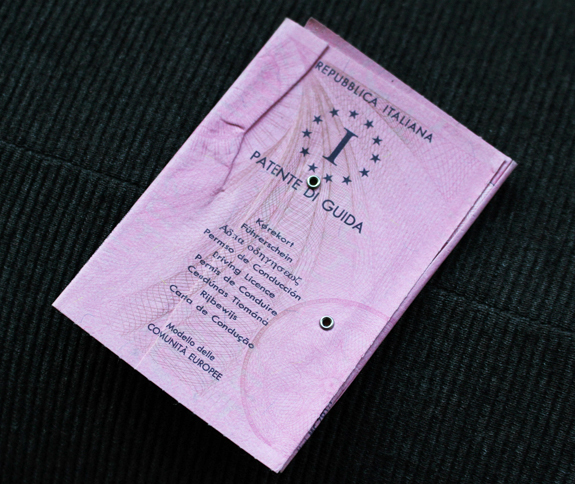 REPUBBLICA ITALIANA
I
PATENTE DI GUIDA
Kørekort
Führerschein
Άδεια οδηγήσεως
Permiso de Conducción
Driving Licence
Permis de Conduire
Ceadúnas Tiomána
Rijbewijs
Carta de Condução
Modello delle
COMUNITÀ EUROPEE